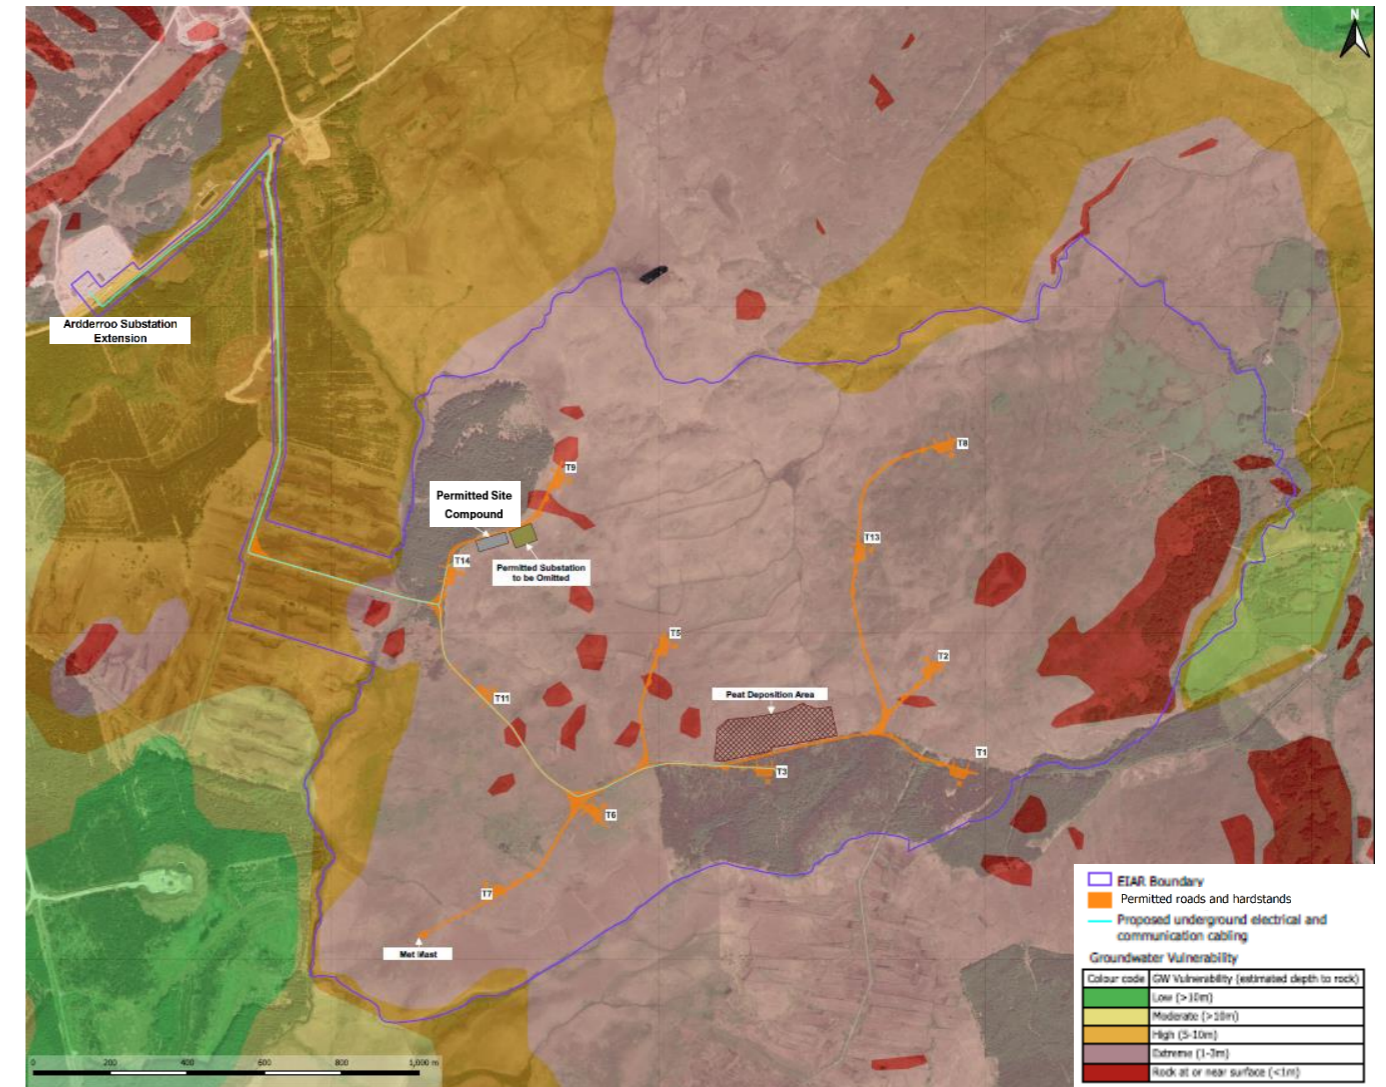 N
Ardderroo Substation
Extension
T8
T9
Permitted Site
Compound
T13
T14
Permitted Substation
to be Omitted
T5
T2
T11
Peat Deposition Area
T1
T3
T6
T7
Met Mast
EIAR Boundary
Permitted roads and hardstands
Proposed underground electrical and
communication cabling
Groundwater Vulnerability
Colour code GW Vulnerability (estimated depth to rock)
Low (>10m)
Moderate (>10m)
High (5-10m)
Extreme (1-3m)
Rock at or near surface (<1m)
0 200 400 600 800 1,000 m